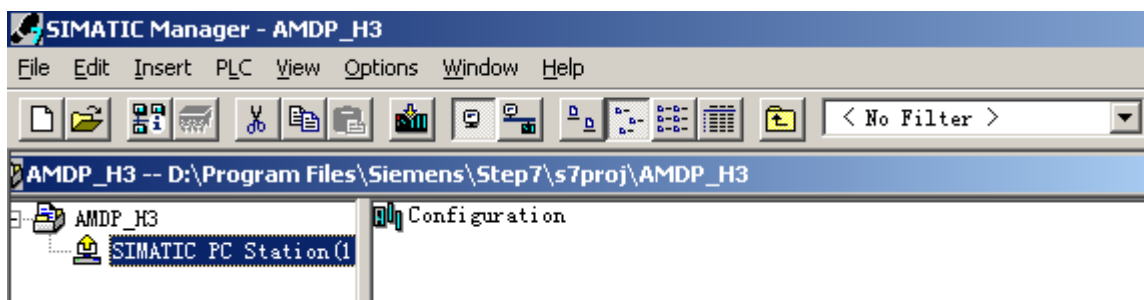 SIMATIC Manager - AMDP_H3
File Edit Insert PLC View Options Window Help
< No Filter >
AMDP_H3 -- D:\Program Files\Siemens\Step7\s7proj\AMDP_H3
AMDP_H3
Configuration
SIMATIC PC Station(1